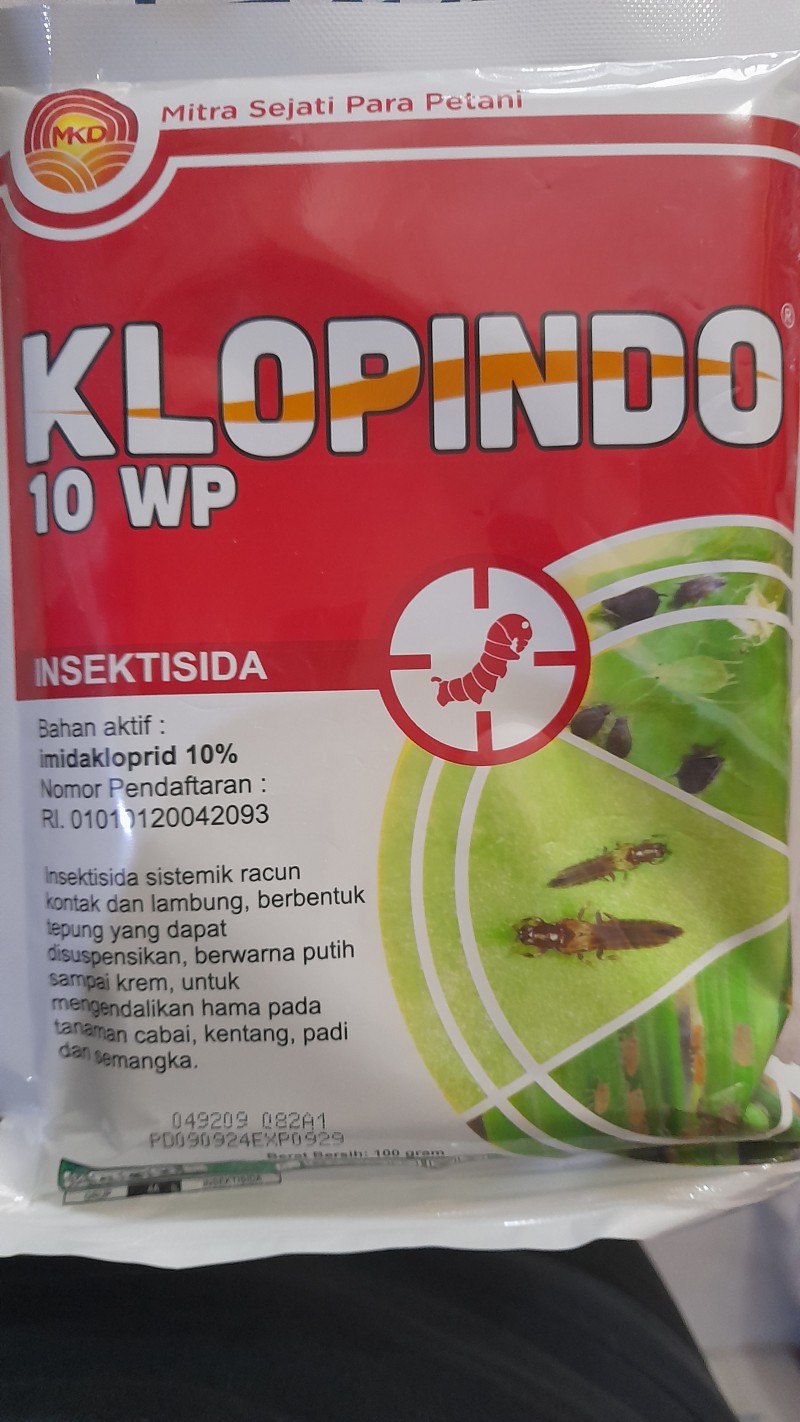 MKD
Mitra Sejati Para Petani
KLOPINDO®
10 WP
INSEKTISIDA
Bahan aktif :
imidakloprid 10%
Nomor Pendaftaran :
RI. 01010120042093
Insektisida sistemik racun
kontak dan lambung, berbentuk
tepung yang dapat
disuspensikan, berwarna putih
sampai krem, untuk
mengendalikan hama pada
tanaman cabai, kentang, padi
dan semangka.
049209 082A1
PD090924EXP0929
Berat Bersih: 100 gram
4A INSEKTISIDA